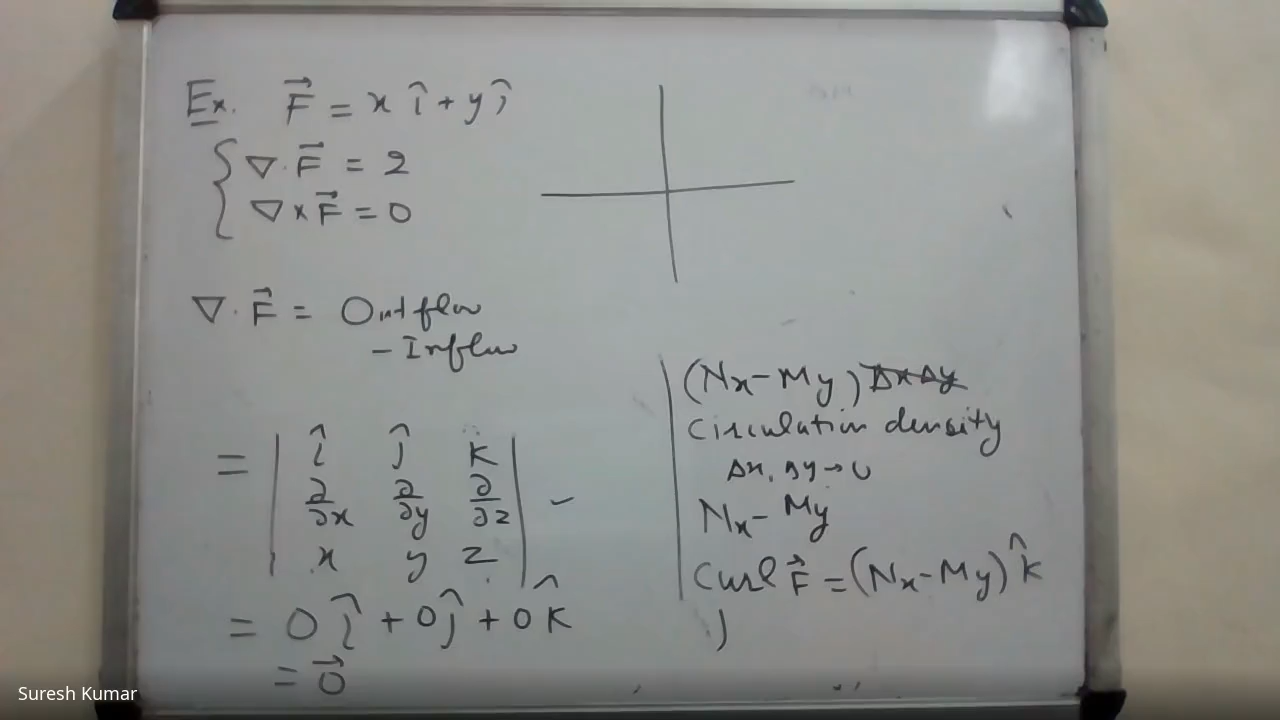 Ex. F⃗ = x î + y ĵ
∇·F⃗ = 2
∇×F⃗ = 0
∇·F⃗ = Outflow
- Inflow
= | î ĵ k̂ |
∂/∂x ∂/∂y ∂/∂z
x y z
= 0 î + 0 ĵ + 0 k̂
= 0⃗
(Nx - My) ΔxΔy
Circulation density
Δx, Δy → 0
Nx - My
Curl F⃗ = (Nx - My) k̂
Suresh Kumar